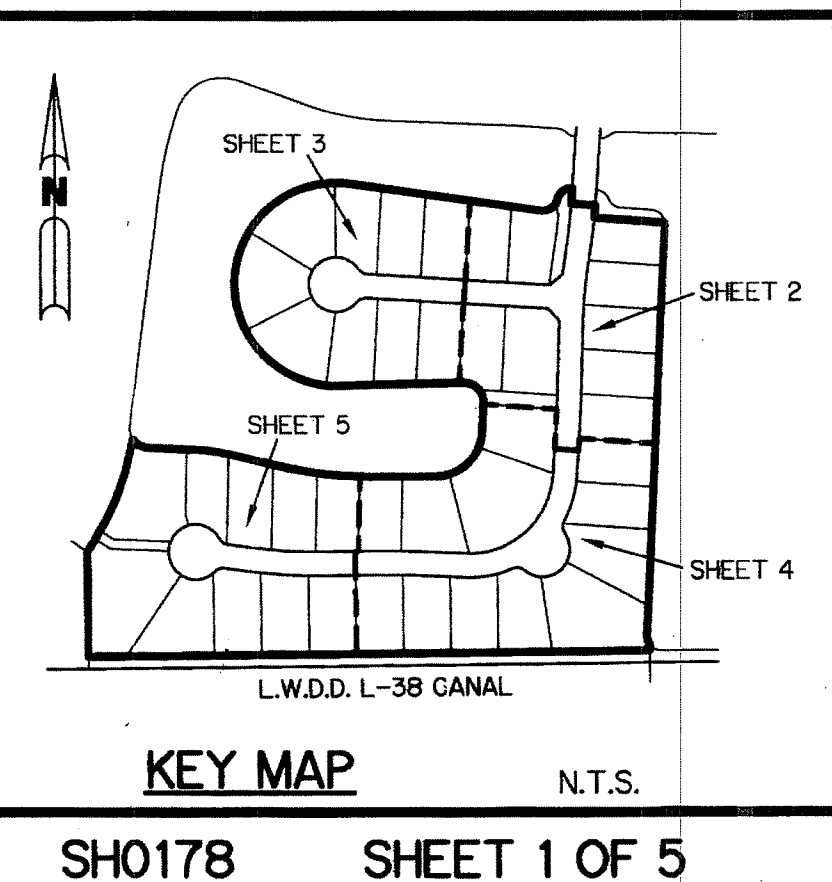 SHEET 3
N
SHEET 2
SHEET 5
SHEET 4
L.W.D.D. L-38 CANAL
KEY MAP
N.T.S.
SH0178 SHEET 1 OF 5